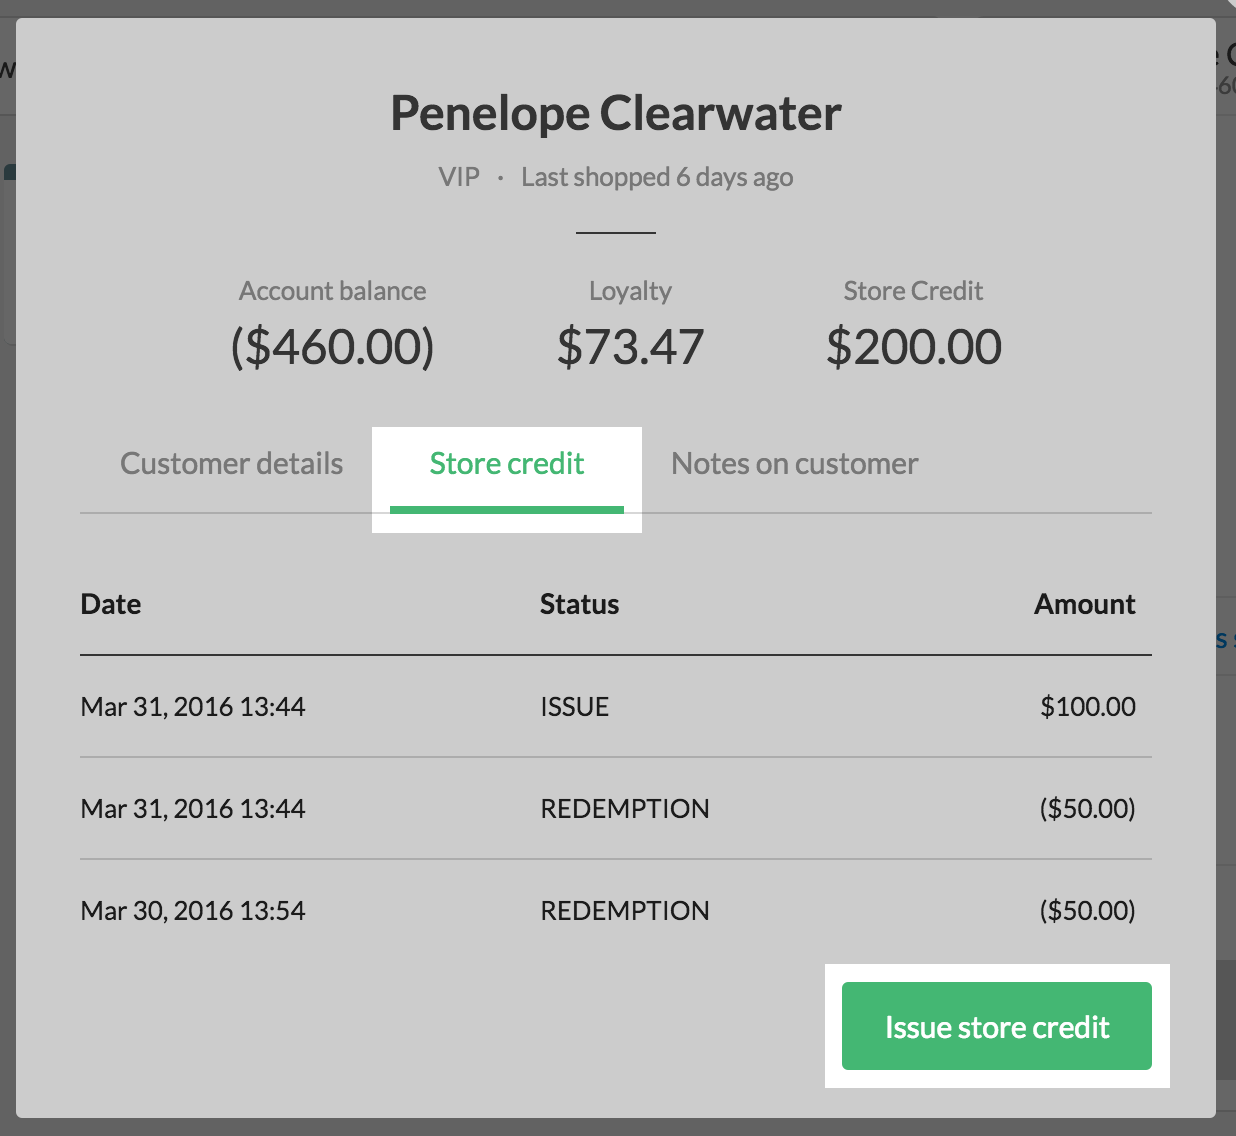 Penelope Clearwater
VIP · Last shopped 6 days ago
Account balance Loyalty Store Credit
($460.00) $73.47 $200.00
Customer details Store credit Notes on customer
Date Status Amount
Mar 31, 2016 13:44 ISSUE $100.00
Mar 31, 2016 13:44 REDEMPTION ($50.00)
Mar 30, 2016 13:54 REDEMPTION ($50.00)
Issue store credit